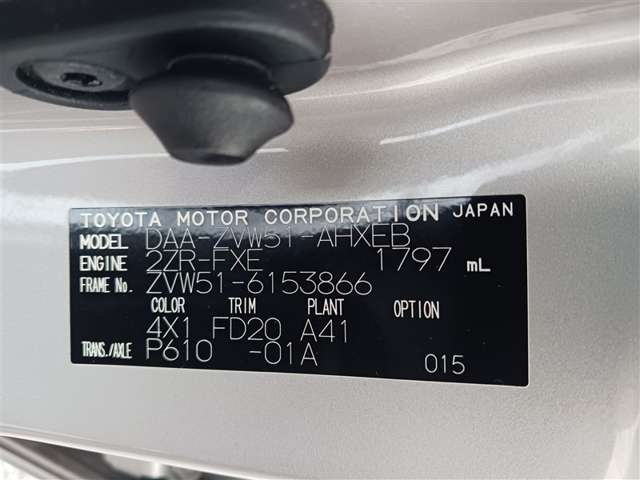 TOYOTA MOTOR CORPORATION JAPAN
MODEL DAA-ZVW51-AHXEB
ENGINE 2ZR-FXE 1797 mL
FRAME No. ZVW51-6153866
COLOR TRIM PLANT OPTION
4X1 FD20 A41
TRANS./AXLE P610 -01A 015